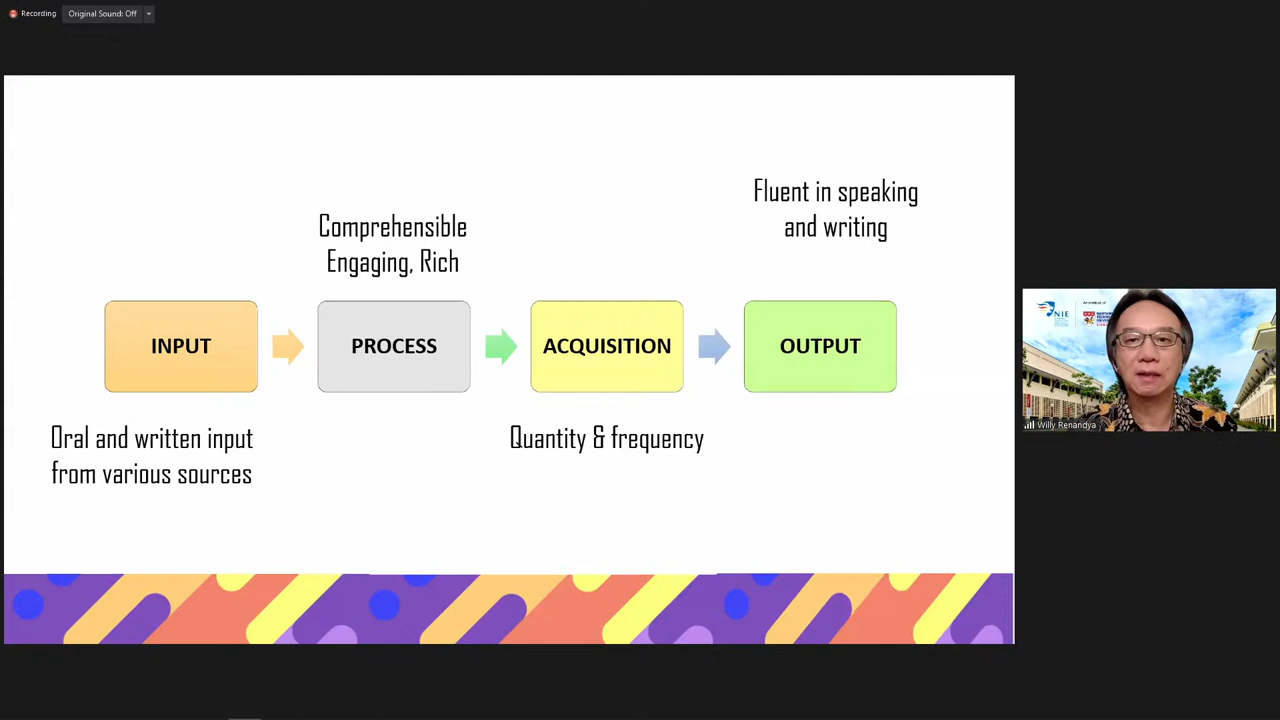 Recording
Original Sound: Off
Fluent in speaking
and writing
Comprehensible
Engaging, Rich
INPUT
PROCESS
ACQUISITION
OUTPUT
Oral and written input
from various sources
Quantity & frequency
NIE
Willy Renandya